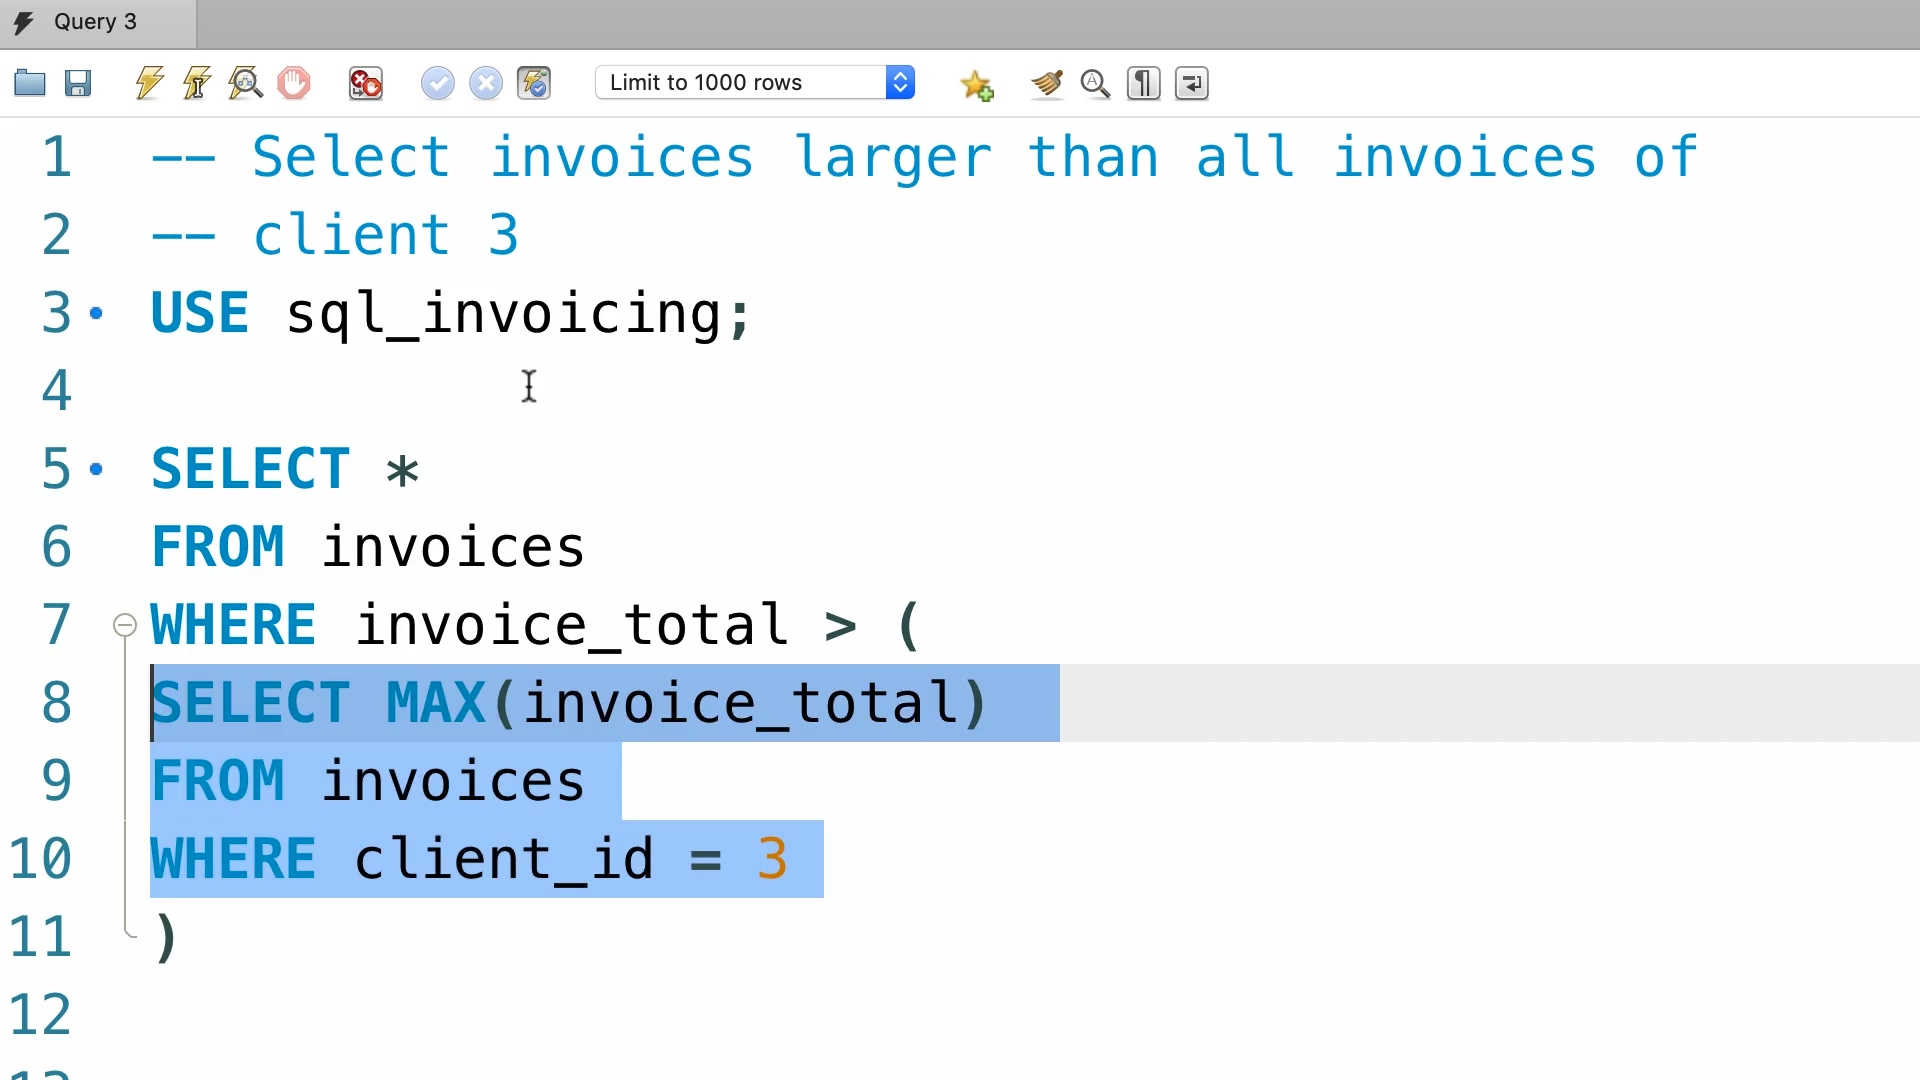 Query 3
Limit to 1000 rows
1 -- Select invoices larger than all invoices of
2 -- client 3
3 USE sql_invoicing;
4
5 SELECT *
6 FROM invoices
7 WHERE invoice_total > (
8 SELECT MAX(invoice_total)
9 FROM invoices
10 WHERE client_id = 3
11 )
12